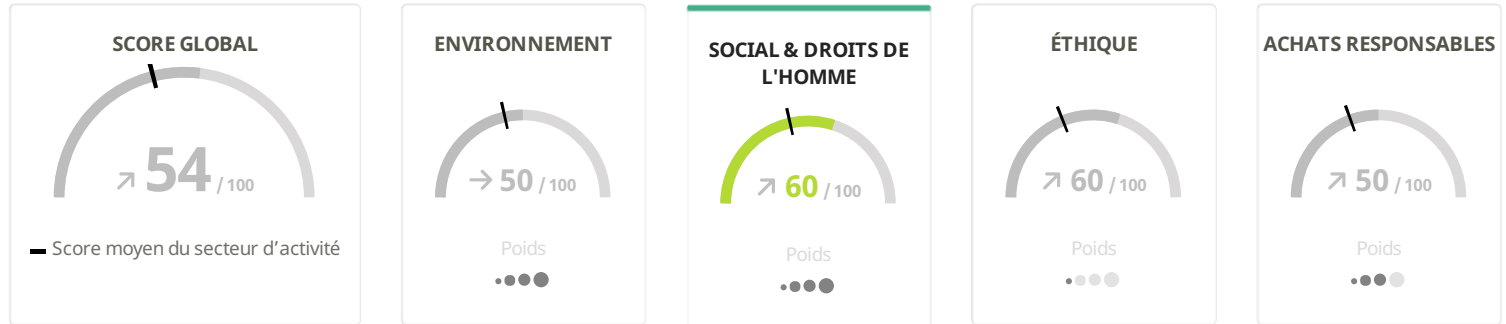 SCORE GLOBAL
54 / 100
Score moyen du secteur d’activité
ENVIRONNEMENT
50 / 100
Poids
SOCIAL & DROITS DE
L'HOMME
60 / 100
Poids
ÉTHIQUE
60 / 100
Poids
ACHATS RESPONSABLES
50 / 100
Poids